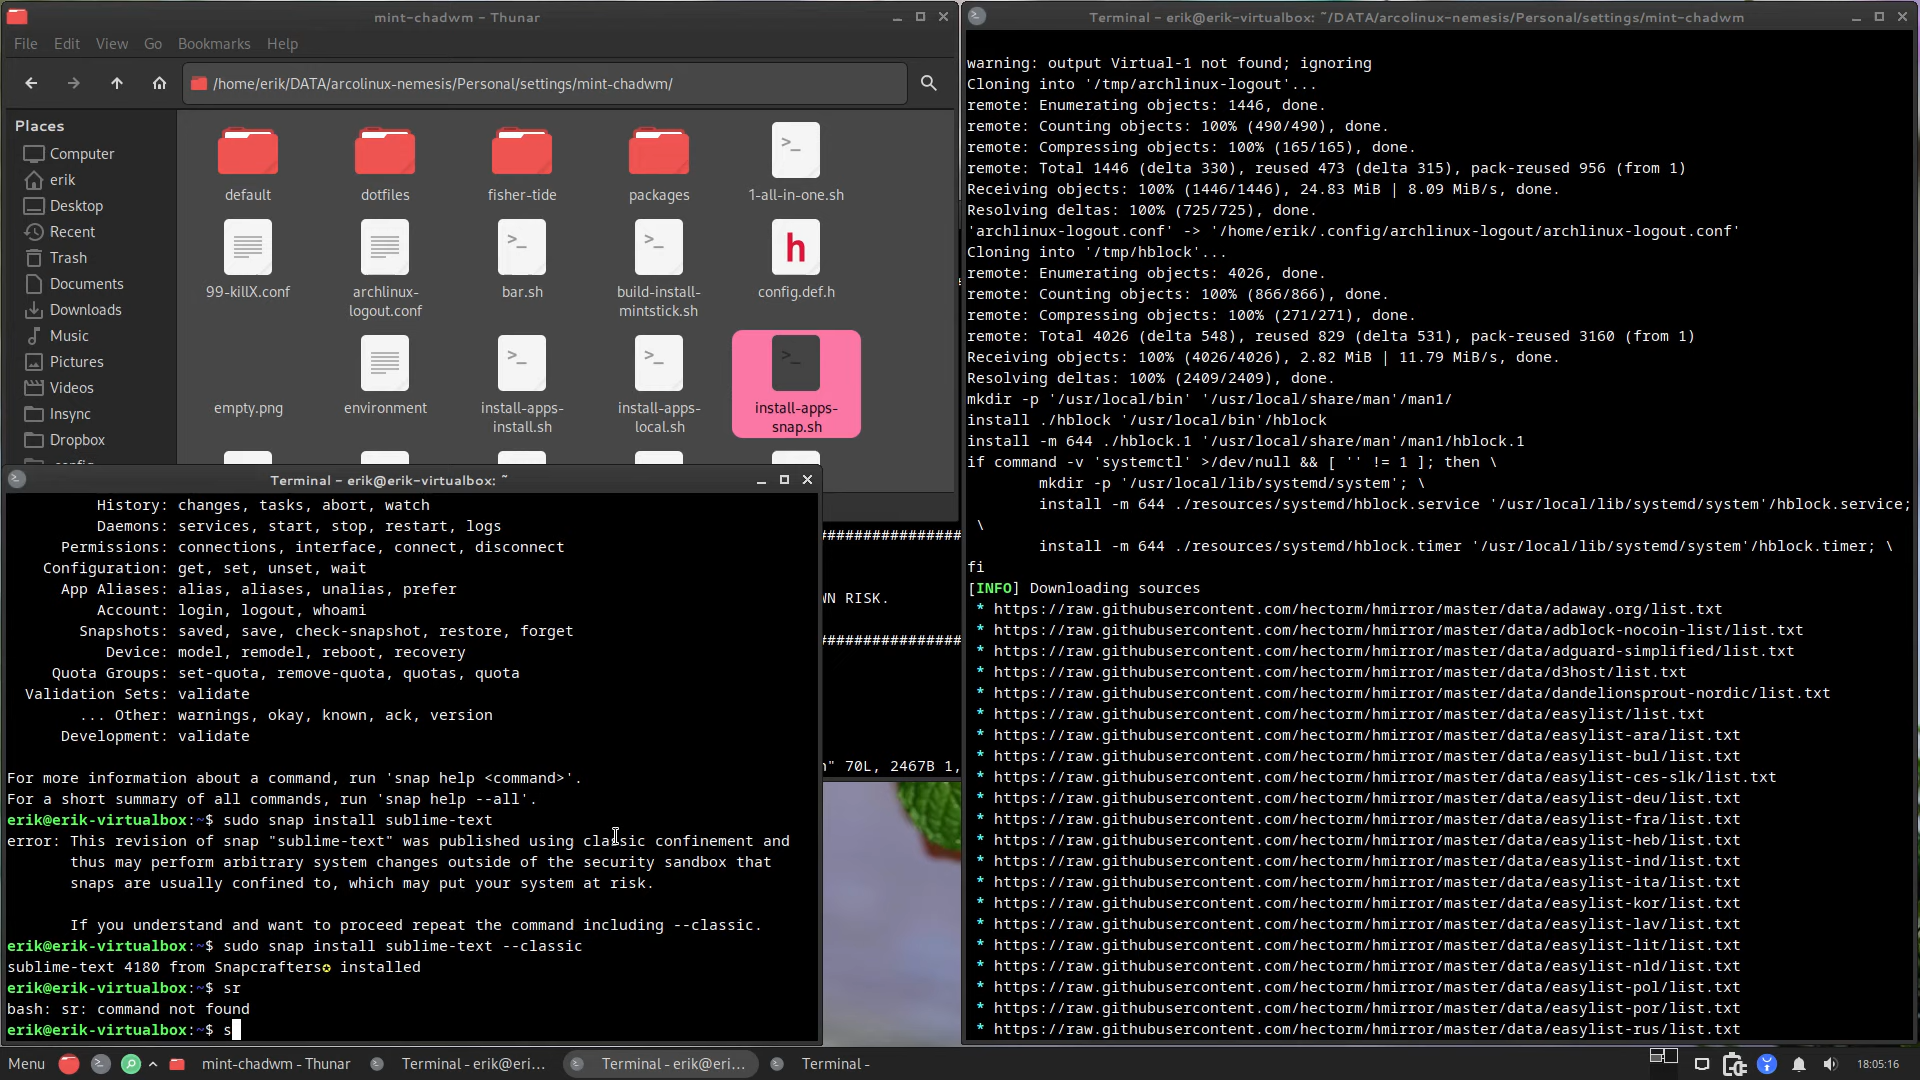 mint-chadwm - Thunar
File Edit View Go Bookmarks Help
/home/erik/DATA/arcolinux-nemesis/Personal/settings/mint-chadwm/
Places
Computer
erik
Desktop
Recent
Trash
Documents
Downloads
Music
Pictures
Videos
Insync
Dropbox
default
dotfiles
fisher-tide
packages
>_
1-all-in-one.sh
99-killX.conf
archlinux-
logout.conf
>_
bar.sh
>_
build-install-
mintstick.sh
h
config.def.h
empty.png
environment
>_
install-apps-
install.sh
>_
install-apps-
local.sh
>_
install-apps-
snap.sh
Terminal - erik@erik-virtualbox: ~
History: changes, tasks, abort, watch
Daemons: services, start, stop, restart, logs
Permissions: connections, interface, connect, disconnect
Configuration: get, set, unset, wait
App Aliases: alias, aliases, unalias, prefer
Account: login, logout, whoami
Snapshots: saved, save, check-snapshot, restore, forget
Device: model, remodel, reboot, recovery
Quota Groups: set-quota, remove-quota, quotas, quota
Validation Sets: validate
... Other: warnings, okay, known, ack, version
Development: validate
For more information about a command, run 'snap help <command>'.
For a short summary of all commands, run 'snap help --all'.
erik@erik-virtualbox:~$ sudo snap install sublime-text
error: This revision of snap "sublime-text" was published using classic confinement and
thus may perform arbitrary system changes outside of the security sandbox that
snaps are usually confined to, which may put your system at risk.
If you understand and want to proceed repeat the command including --classic.
erik@erik-virtualbox:~$ sudo snap install sublime-text --classic
sublime-text 4180 from Snapcrafters✪ installed
erik@erik-virtualbox:~$ sr
bash: sr: command not found
erik@erik-virtualbox:~$ s
################
WN RISK.
################
n" 70L, 2467B 1,
Terminal - erik@erik-virtualbox: ~/DATA/arcolinux-nemesis/Personal/settings/mint-chadwm
warning: output Virtual-1 not found; ignoring
Cloning into '/tmp/archlinux-logout'...
remote: Enumerating objects: 1446, done.
remote: Counting objects: 100% (490/490), done.
remote: Compressing objects: 100% (165/165), done.
remote: Total 1446 (delta 330), reused 473 (delta 315), pack-reused 956 (from 1)
Receiving objects: 100% (1446/1446), 24.83 MiB | 8.09 MiB/s, done.
Resolving deltas: 100% (725/725), done.
'archlinux-logout.conf' -> '/home/erik/.config/archlinux-logout/archlinux-logout.conf'
Cloning into '/tmp/hblock'...
remote: Enumerating objects: 4026, done.
remote: Counting objects: 100% (866/866), done.
remote: Compressing objects: 100% (271/271), done.
remote: Total 4026 (delta 548), reused 829 (delta 531), pack-reused 3160 (from 1)
Receiving objects: 100% (4026/4026), 2.82 MiB | 11.79 MiB/s, done.
Resolving deltas: 100% (2409/2409), done.
mkdir -p '/usr/local/bin' '/usr/local/share/man'/man1/
install ./hblock '/usr/local/bin'/hblock
install -m 644 ./hblock.1 '/usr/local/share/man'/man1/hblock.1
if command -v 'systemctl' >/dev/null && [ '' != 1 ]; then \
mkdir -p '/usr/local/lib/systemd/system'; \
install -m 644 ./resources/systemd/hblock.service '/usr/local/lib/systemd/system'/hblock.service;
\
install -m 644 ./resources/systemd/hblock.timer '/usr/local/lib/systemd/system'/hblock.timer; \
fi
[INFO] Downloading sources
* https://raw.githubusercontent.com/hectorm/hmirror/master/data/adaway.org/list.txt
* https://raw.githubusercontent.com/hectorm/hmirror/master/data/adblock-nocoin-list/list.txt
* https://raw.githubusercontent.com/hectorm/hmirror/master/data/adguard-simplified/list.txt
* https://raw.githubusercontent.com/hectorm/hmirror/master/data/d3host/list.txt
* https://raw.githubusercontent.com/hectorm/hmirror/master/data/dandelionsprout-nordic/list.txt
* https://raw.githubusercontent.com/hectorm/hmirror/master/data/easylist/list.txt
* https://raw.githubusercontent.com/hectorm/hmirror/master/data/easylist-ara/list.txt
* https://raw.githubusercontent.com/hectorm/hmirror/master/data/easylist-bul/list.txt
* https://raw.githubusercontent.com/hectorm/hmirror/master/data/easylist-ces-slk/list.txt
* https://raw.githubusercontent.com/hectorm/hmirror/master/data/easylist-deu/list.txt
* https://raw.githubusercontent.com/hectorm/hmirror/master/data/easylist-fra/list.txt
* https://raw.githubusercontent.com/hectorm/hmirror/master/data/easylist-heb/list.txt
* https://raw.githubusercontent.com/hectorm/hmirror/master/data/easylist-ind/list.txt
* https://raw.githubusercontent.com/hectorm/hmirror/master/data/easylist-ita/list.txt
* https://raw.githubusercontent.com/hectorm/hmirror/master/data/easylist-kor/list.txt
* https://raw.githubusercontent.com/hectorm/hmirror/master/data/easylist-lav/list.txt
* https://raw.githubusercontent.com/hectorm/hmirror/master/data/easylist-lit/list.txt
* https://raw.githubusercontent.com/hectorm/hmirror/master/data/easylist-nld/list.txt
* https://raw.githubusercontent.com/hectorm/hmirror/master/data/easylist-pol/list.txt
* https://raw.githubusercontent.com/hectorm/hmirror/master/data/easylist-por/list.txt
* https://raw.githubusercontent.com/hectorm/hmirror/master/data/easylist-rus/list.txt
Menu mint-chadwm - Thunar Terminal - erik@eri... Terminal - erik@eri... Terminal - 18:05:16